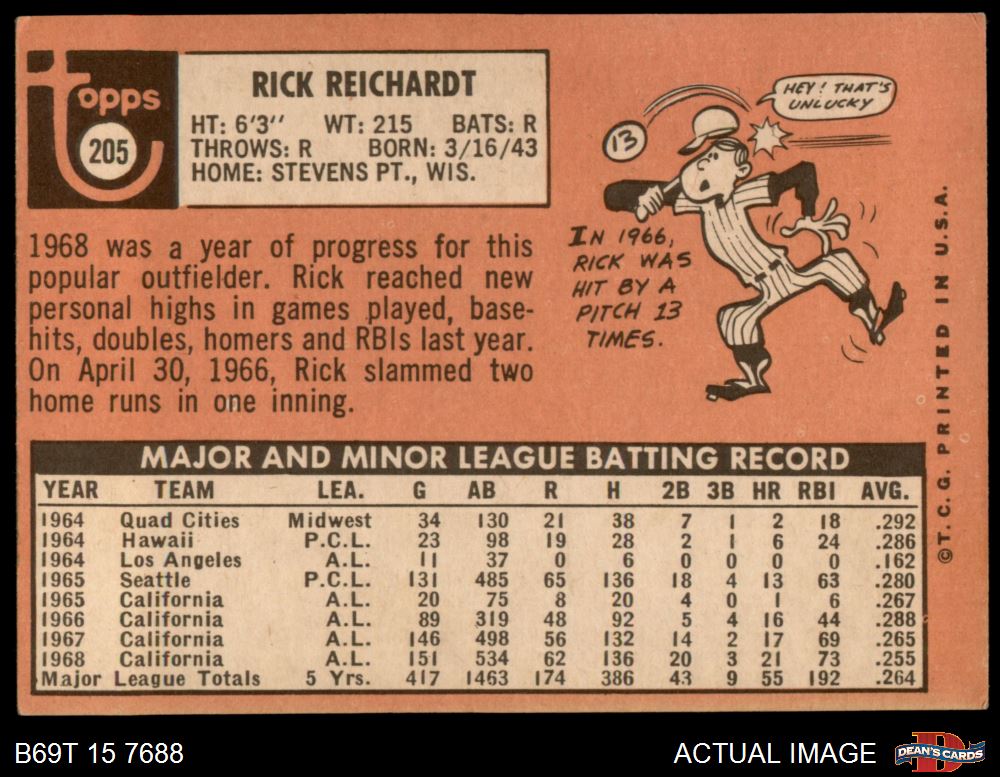 Topps
205
RICK REICHARDT
HT: 6'3" WT: 215 BATS: R
THROWS: R BORN: 3/16/43
HOME: STEVENS PT., WIS.
1968 was a year of progress for this
popular outfielder. Rick reached new
personal highs in games played, base-
hits, doubles, homers and RBIs last year.
On April 30, 1966, Rick slammed two
home runs in one inning.
13
HEY! THAT'S
UNLUCKY
IN 1966,
RICK WAS
HIT BY A
PITCH 13
TIMES.
MAJOR AND MINOR LEAGUE BATTING RECORD
YEAR TEAM LEA. G AB R H 2B 3B HR RBI AVG.
1964 Quad Cities Midwest 34 130 21 38 7 1 2 18 .292
1964 Hawaii P.C.L. 23 98 19 28 2 1 6 24 .286
1964 Los Angeles A.L. 11 37 0 6 0 0 0 0 .162
1965 Seattle P.C.L. 131 485 65 136 18 4 13 63 .280
1965 California A.L. 20 75 8 20 4 0 1 6 .267
1966 California A.L. 89 319 48 92 5 4 16 44 .288
1967 California A.L. 146 498 56 132 14 2 17 69 .265
1968 California A.L. 151 534 62 136 20 3 21 73 .255
Major League Totals 5 Yrs. 417 1463 174 386 43 9 55 192 .264
©T.C.G. PRINTED IN U.S.A.
B69T 15 7688
ACTUAL IMAGE
D
DEAN'S CARDS